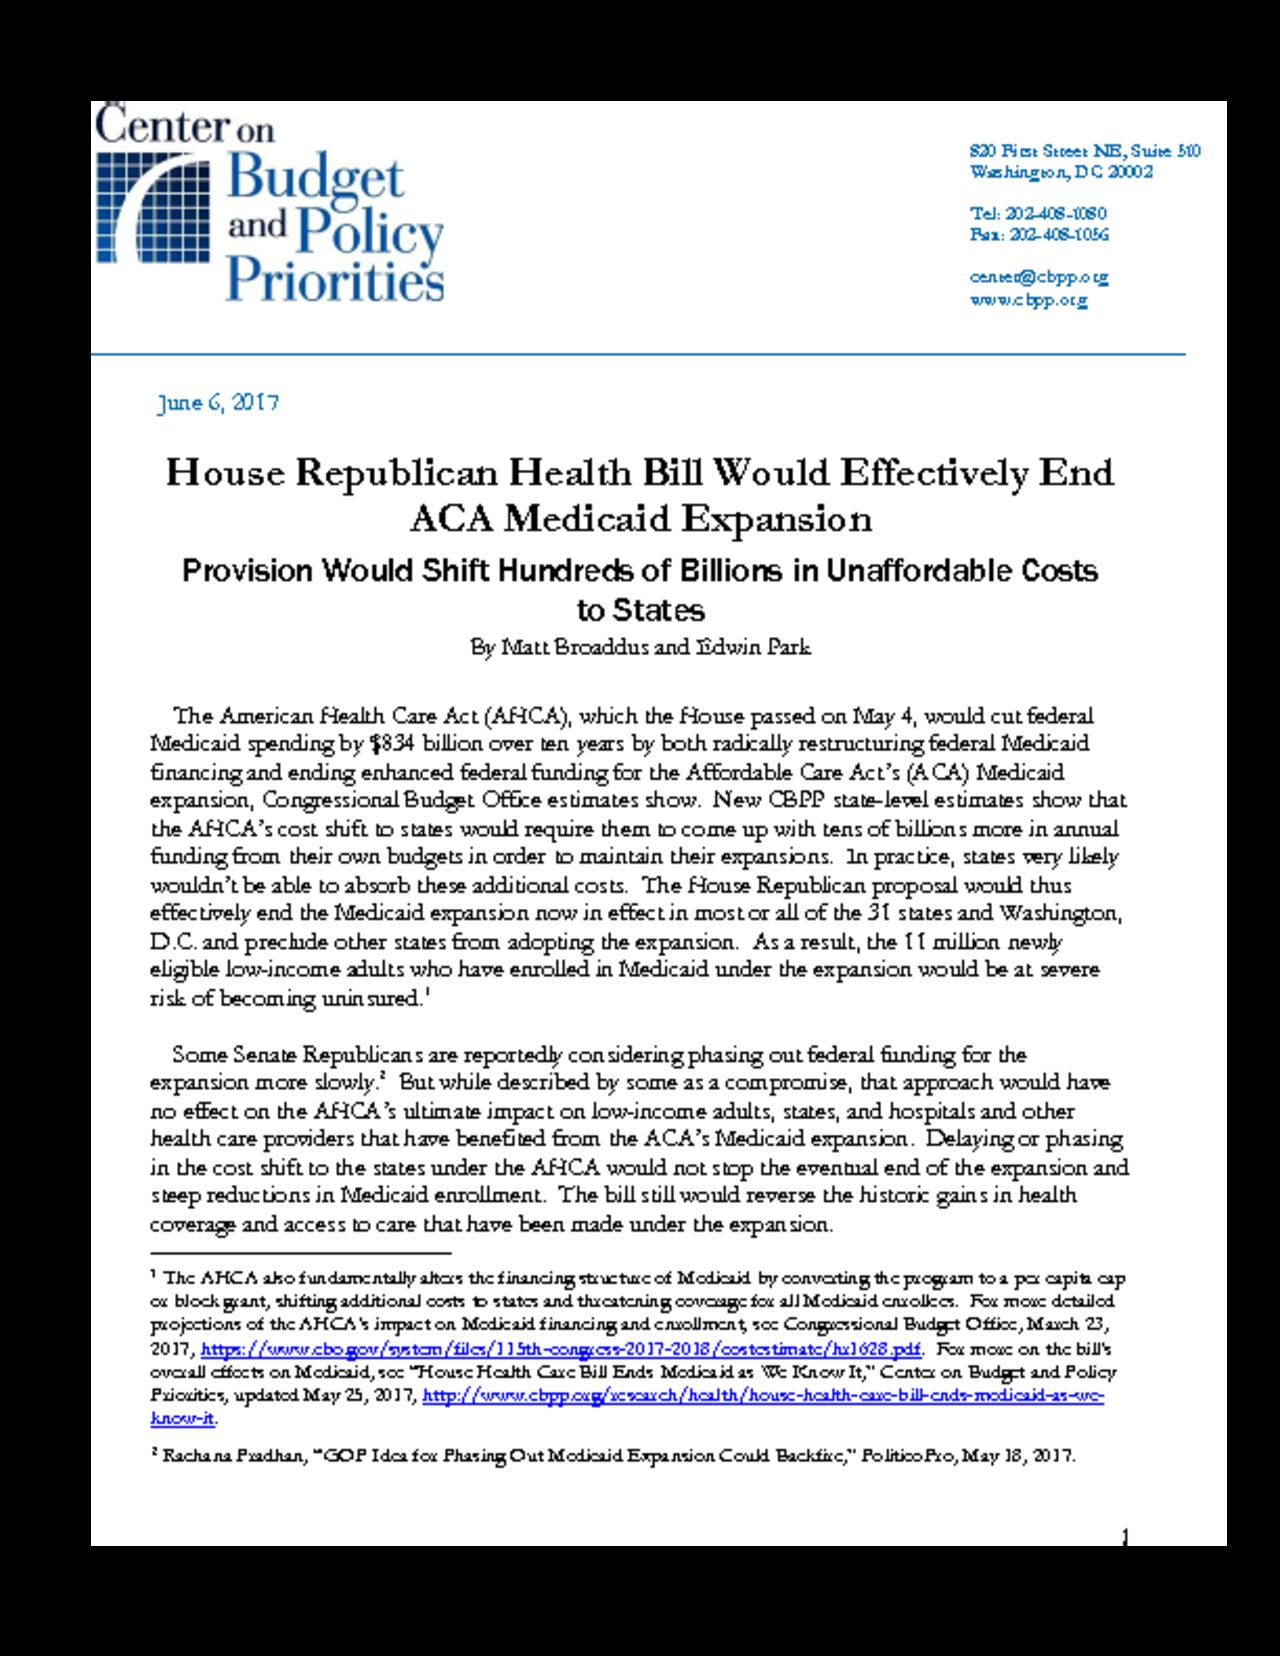 Center on
Budget
and Policy
Priorities
820 First Street NE, Suite 510
Washington, DC 20002
Tel: 202-408-1080
Fax: 202-408-1056
center@cbpp.org
www.cbpp.org
June 6, 2017
House Republican Health Bill Would Effectively End
ACA Medicaid Expansion
Provision Would Shift Hundreds of Billions in Unaffordable Costs
to States
By Matt Broaddus and Edwin Park
The American Health Care Act (AHCA), which the House passed on May 4, would cut federal
Medicaid spending by $834 billion over ten years by both radically restructuring federal Medicaid
financing and ending enhanced federal funding for the Affordable Care Act's (ACA) Medicaid
expansion, Congressional Budget Office estimates show. New CBPP state-level estimates show that
the AHCA's cost shift to states would require them to come up with tens of billions more in annual
funding from their own budgets in order to maintain their expansions. In practice, states very likely
wouldn't be able to absorb these additional costs. The House Republican proposal would thus
effectively end the Medicaid expansion now in effect in most or all of the 31 states and Washington,
D.C. and preclude other states from adopting the expansion. As a result, the 11 million newly
eligible low-income adults who have enrolled in Medicaid under the expansion would be at severe
risk of becoming uninsured.1
Some Senate Republicans are reportedly considering phasing out federal funding for the
expansion more slowly.2 But while described by some as a compromise, that approach would have
no effect on the AHCA's ultimate impact on low-income adults, states, and hospitals and other
health care providers that have benefited from the ACA's Medicaid expansion. Delaying or phasing
in the cost shift to the states under the AHCA would not stop the eventual end of the expansion and
steep reductions in Medicaid enrollment. The bill still would reverse the historic gains in health
coverage and access to care that have been made under the expansion.
1 The AHCA also fundamentally alters the financing structure of Medicaid by converting the program to a per capita cap
or block grant, shifting additional costs to states and threatening coverage for all Medicaid enrollees. For more detailed
projections of the AHCA's impact on Medicaid financing and enrollment, see Congressional Budget Office, March 23,
2017, https://www.cbo.gov/system/files/115th-congress-2017-2018/costestimate/hr1628.pdf. For more on the bill's
overall effects on Medicaid, see "House Health Care Bill Ends Medicaid as We Know It," Center on Budget and Policy
Priorities, updated May 25, 2017, http://www.cbpp.org/research/health/house-health-care-bill-ends-medicaid-as-we-
know-it.
2 Rachana Pradhan, "GOP Idea for Phasing Out Medicaid Expansion Could Backfire," PoliticoPro, May 18, 2017.
1